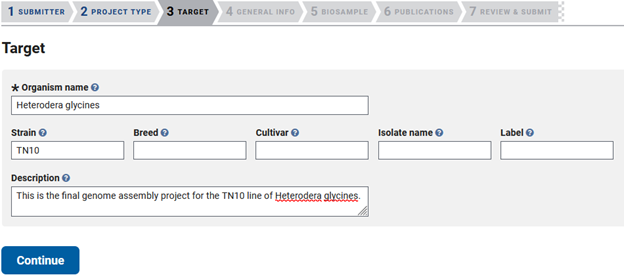 1 SUBMITTER 2 PROJECT TYPE 3 TARGET 4 GENERAL INFO 5 BIOSAMPLE 6 PUBLICATIONS 7 REVIEW & SUBMIT
Target
* Organism name ?
Heterodera glycines
Strain ? Breed ? Cultivar ? Isolate name ? Label ?
TN10
Description ?
This is the final genome assembly project for the TN10 line of Heterodera glycines.
Continue